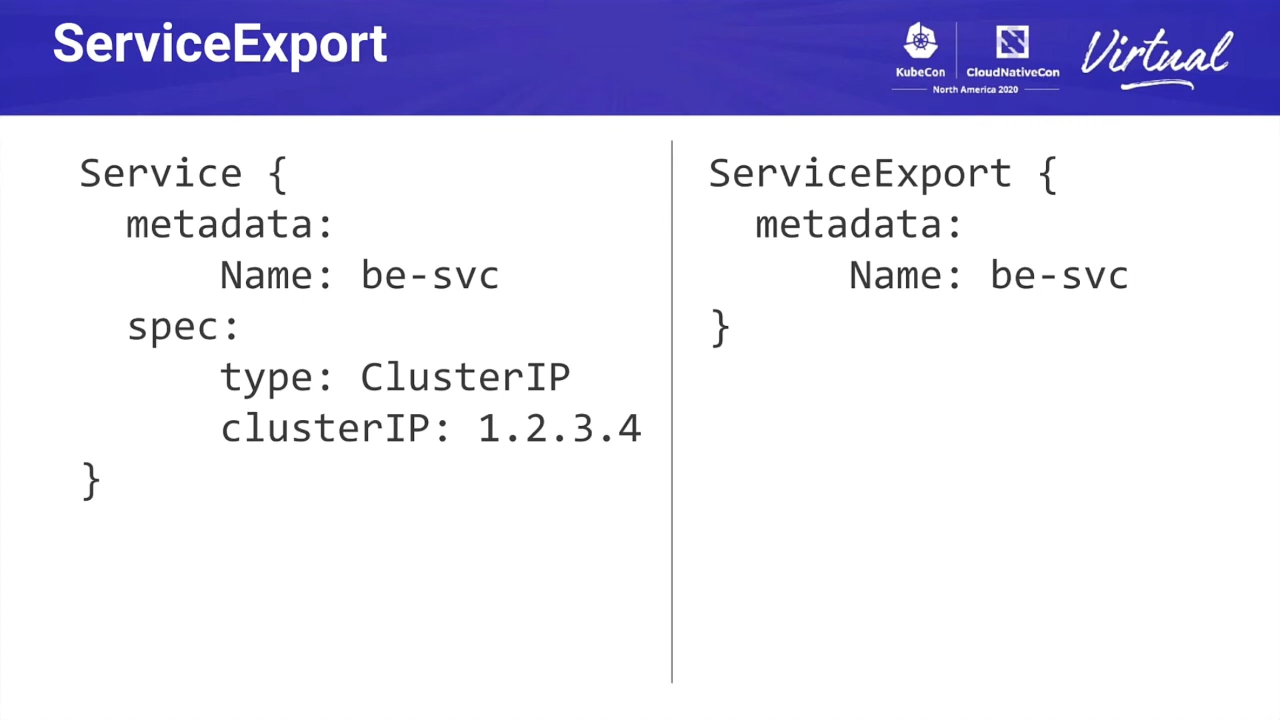 ServiceExport
KubeCon
CloudNativeCon
North America 2020
Virtual
Service {
metadata:
Name: be-svc
spec:
type: ClusterIP
clusterIP: 1.2.3.4
}
ServiceExport {
metadata:
Name: be-svc
}